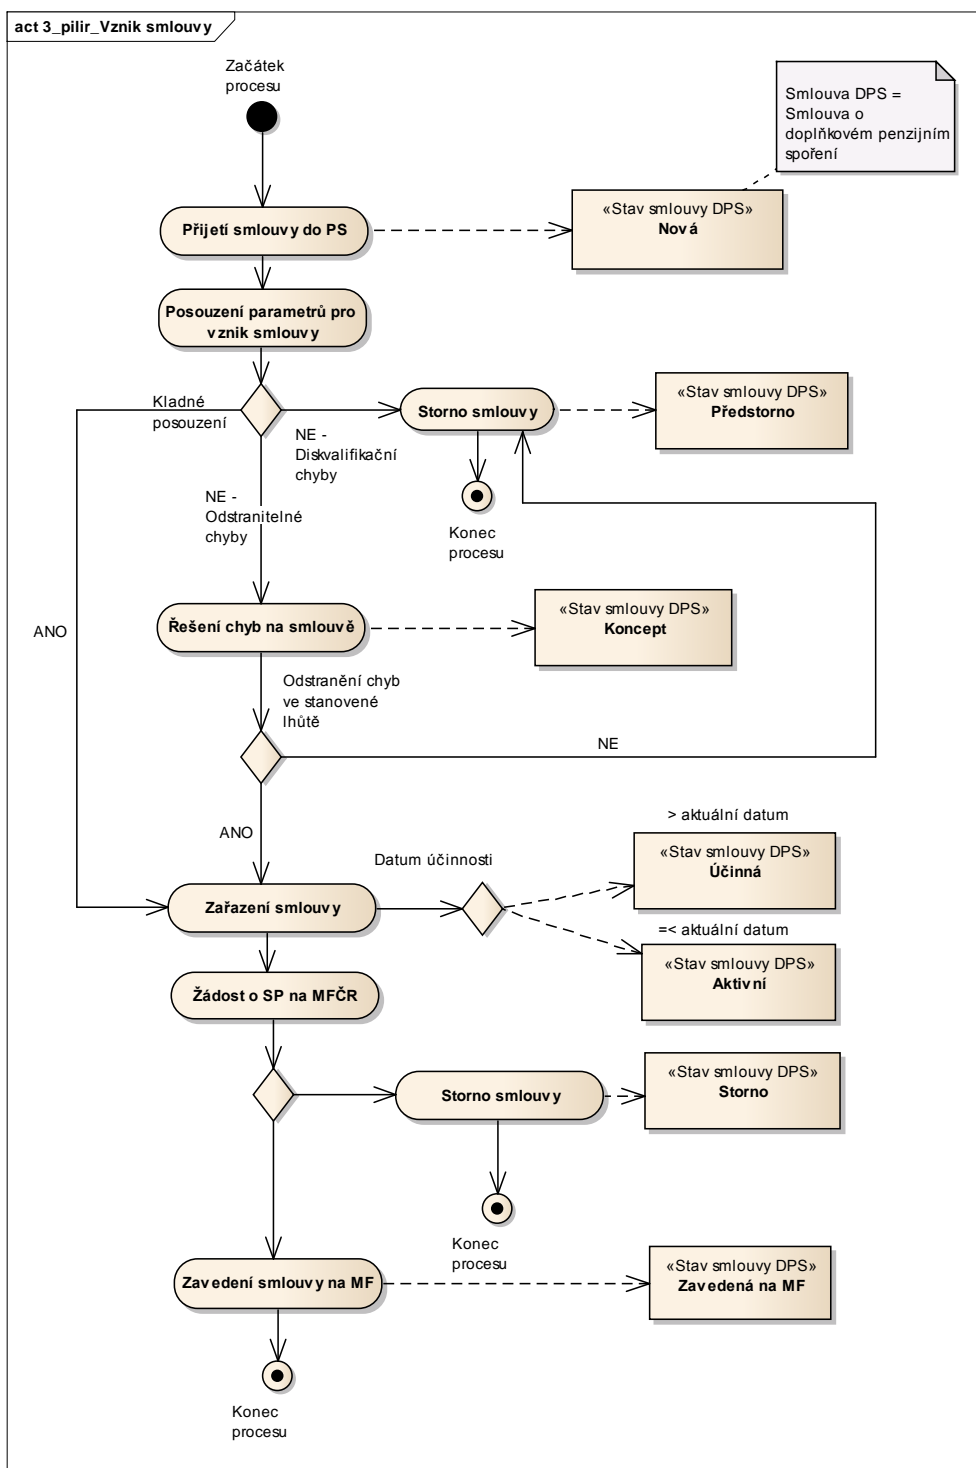 act 3_pilir_Vznik smlouvy
Začátek
procesu
Smlouva DPS =
Smlouva o
doplňkovém penzijním
spoření
Přijetí smlouvy do PS
«Stav smlouvy DPS»
Nová
Posouzení parametrů pro
vznik smlouvy
Kladné
posouzení
NE -
Diskvalifikační
chyby
Storno smlouvy
«Stav smlouvy DPS»
Předstorno
NE -
Odstranitelné
chyby
Konec
procesu
ANO
Řešení chyb na smlouvě
«Stav smlouvy DPS»
Koncept
Odstranění chyb
ve stanovené
lhůtě
NE
ANO
> aktuální datum
Datum účinnosti
«Stav smlouvy DPS»
Účinná
Zařazení smlouvy
=< aktuální datum
«Stav smlouvy DPS»
Aktivní
Žádost o SP na MFČR
Storno smlouvy
«Stav smlouvy DPS»
Storno
Konec
procesu
Zavedení smlouvy na MF
«Stav smlouvy DPS»
Zavedená na MF
Konec
procesu